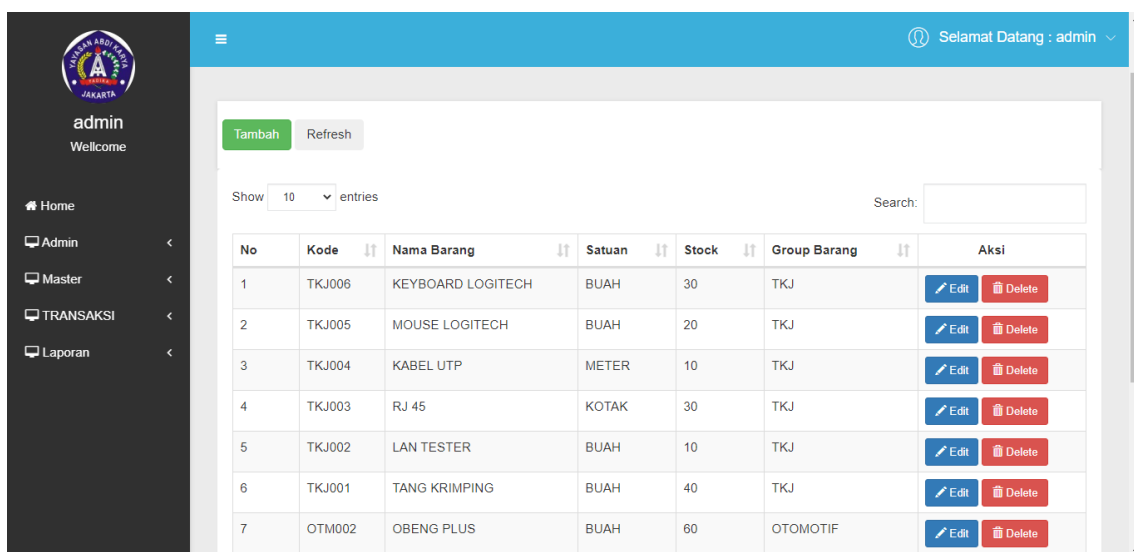 YAYASAN ABDI KARYA
YADIKA
JAKARTA
admin
Wellcome
Home
Admin
Master
TRANSAKSI
Laporan
Selamat Datang : admin
Tambah Refresh
Show 10 entries
Search:
No Kode Nama Barang Satuan Stock Group Barang Aksi
1 TKJ006 KEYBOARD LOGITECH BUAH 30 TKJ Edit Delete
2 TKJ005 MOUSE LOGITECH BUAH 20 TKJ Edit Delete
3 TKJ004 KABEL UTP METER 10 TKJ Edit Delete
4 TKJ003 RJ 45 KOTAK 30 TKJ Edit Delete
5 TKJ002 LAN TESTER BUAH 10 TKJ Edit Delete
6 TKJ001 TANG KRIMPING BUAH 40 TKJ Edit Delete
7 OTM002 OBENG PLUS BUAH 60 OTOMOTIF Edit Delete